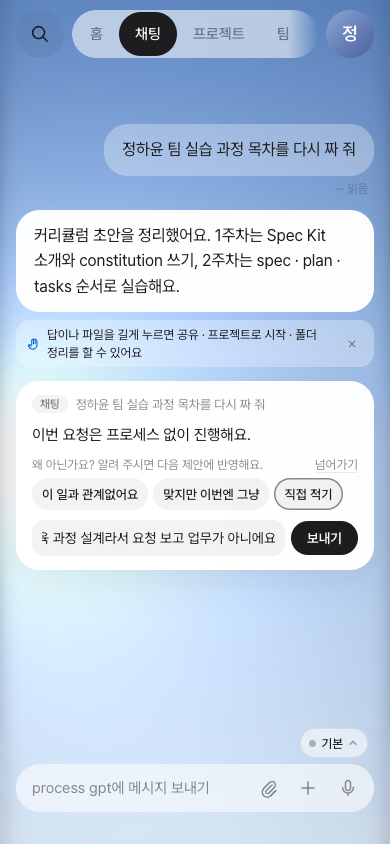 홈 채팅 프로젝트 팀 정
정하윤 팀 실습 과정 목차를 다시 짜 줘
··· 읽음
커리큘럼 초안을 정리했어요. 1주차는 Spec Kit
소개와 constitution 쓰기, 2주차는 spec · plan ·
tasks 순서로 실습해요.
답이나 파일을 길게 누르면 공유 · 프로젝트로 시작 · 폴더
정리를 할 수 있어요
채팅 정하윤 팀 실습 과정 목차를 다시 짜 줘
이번 요청은 프로세스 없이 진행해요.
왜 아닌가요? 알려 주시면 다음 제안에 반영해요. 넘어가기
이 일과 관계없어요 맞지만 이번엔 그냥 직접 적기
과정 설계라서 요청 보고 업무가 아니에요 보내기
기본
process gpt에 메시지 보내기